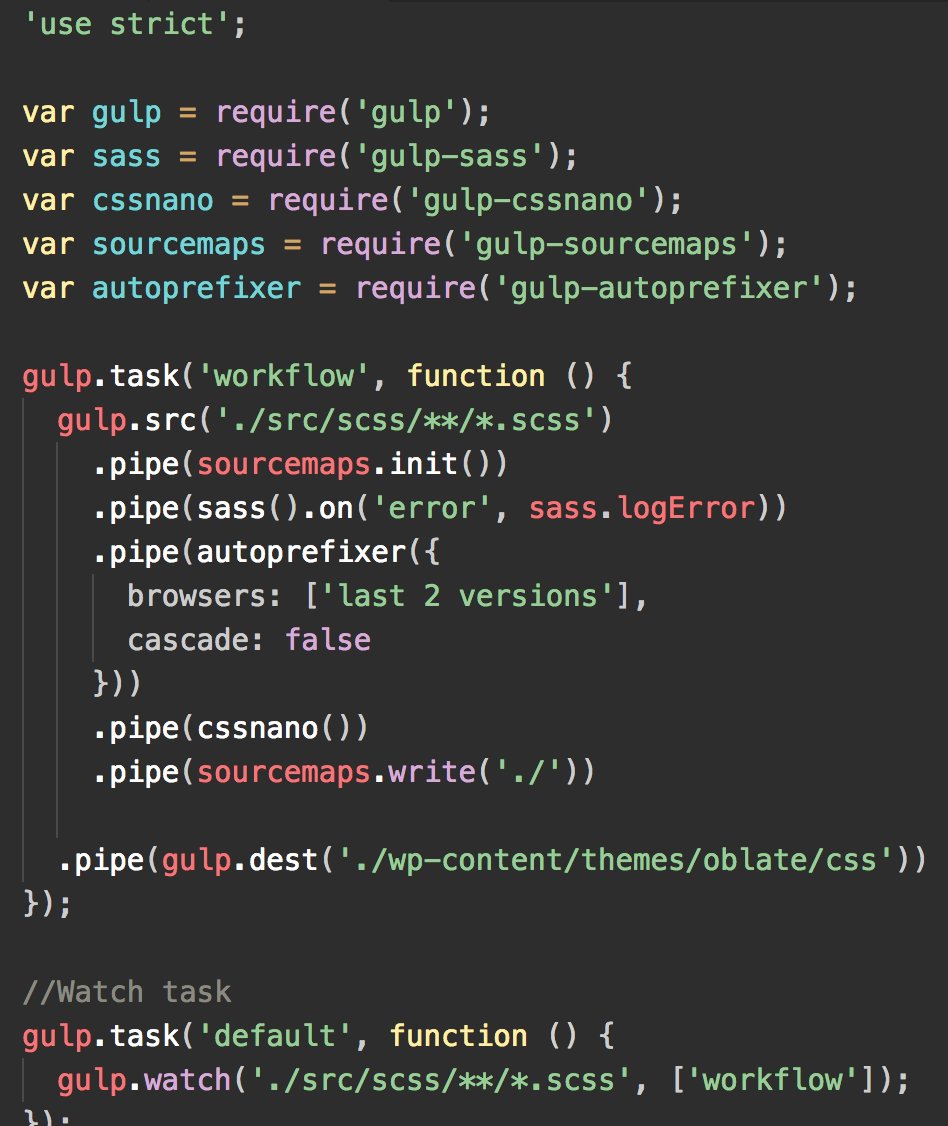 'use strict';
var gulp = require('gulp');
var sass = require('gulp-sass');
var cssnano = require('gulp-cssnano');
var sourcemaps = require('gulp-sourcemaps');
var autoprefixer = require('gulp-autoprefixer');
gulp.task('workflow', function () {
gulp.src('./src/scss/**/*.scss')
.pipe(sourcemaps.init())
.pipe(sass().on('error', sass.logError))
.pipe(autoprefixer({
browsers: ['last 2 versions'],
cascade: false
}))
.pipe(cssnano())
.pipe(sourcemaps.write('./'))
.pipe(gulp.dest('./wp-content/themes/oblate/css'))
});
//Watch task
gulp.task('default', function () {
gulp.watch('./src/scss/**/*.scss', ['workflow']);
});